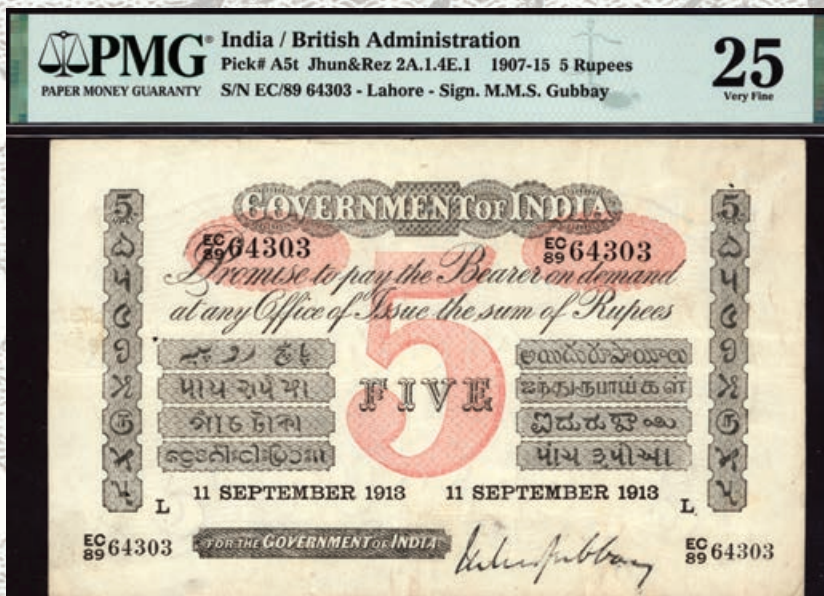 PMG® India / British Administration
PAPER MONEY GUARANTY
Pick# A5t Jhun&Rez 2A.1.4E.1 1907-15 5 Rupees
S/N EC/89 64303 - Lahore - Sign. M.M.S. Gubbay
25
Very Fine
5 GOVERNMENT OF INDIA 5
EC/89 64303 EC/89 64303
I Promise to pay the Bearer on demand
at any Office of Issue the sum of Rupees
5
FIVE
ஐந்து ரூபாய்கள்
পাঁচ টাকা
પાંચ રૂપીઆ
L 11 SEPTEMBER 1913 11 SEPTEMBER 1913 L
EC/89 64303 FOR THE GOVERNMENT OF INDIA EC/89 64303